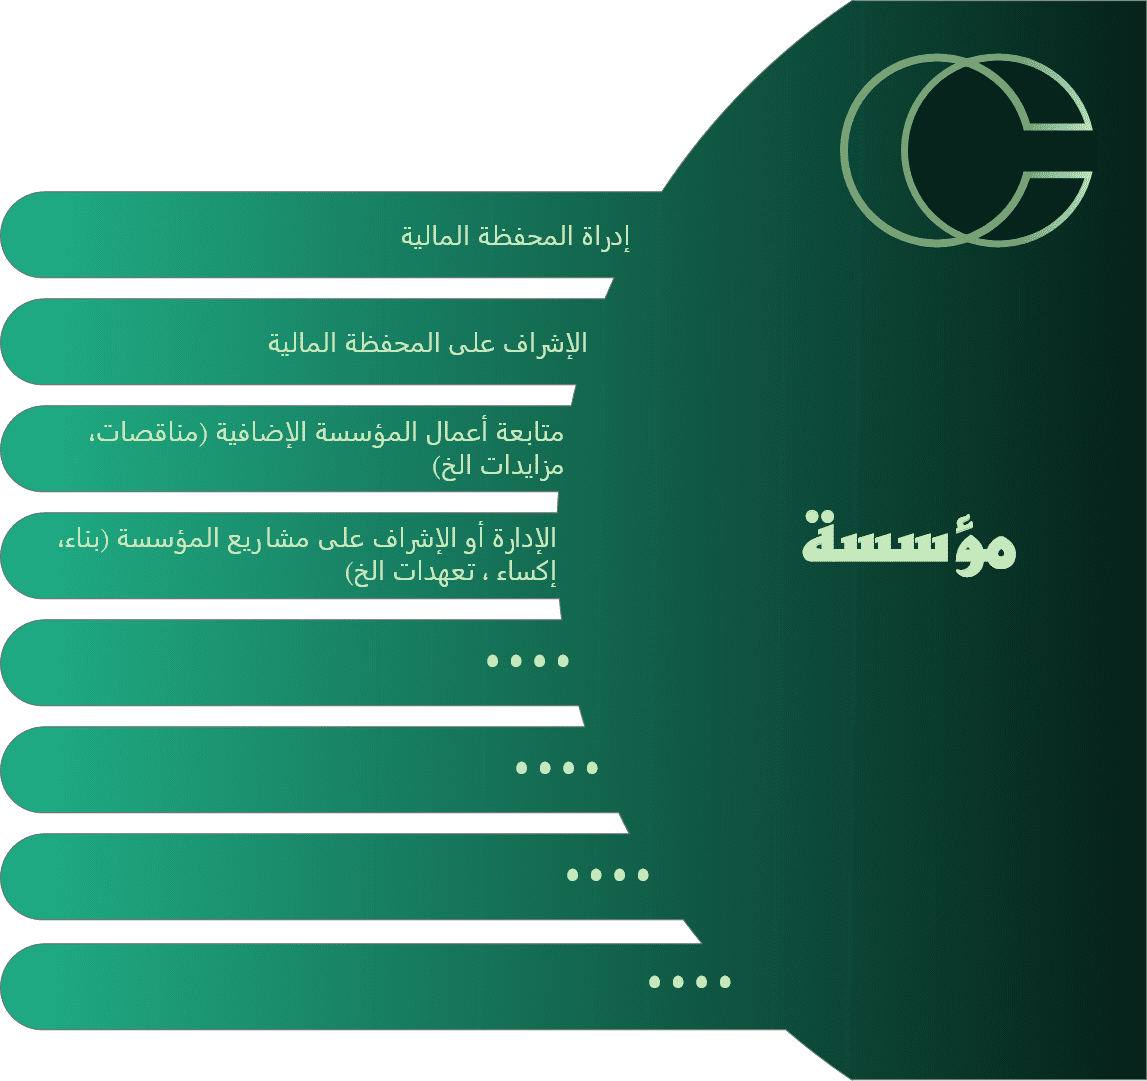 إدراة المحفظة المالية
الإشراف على المحفظة المالية
متابعة أعمال المؤسسة الإضافية (مناقصات،
مزايدات الخ)
الإدارة أو الإشراف على مشاريع المؤسسة (بناء،
إكساء ، تعهدات الخ)
مؤسسة
....
....
....
....